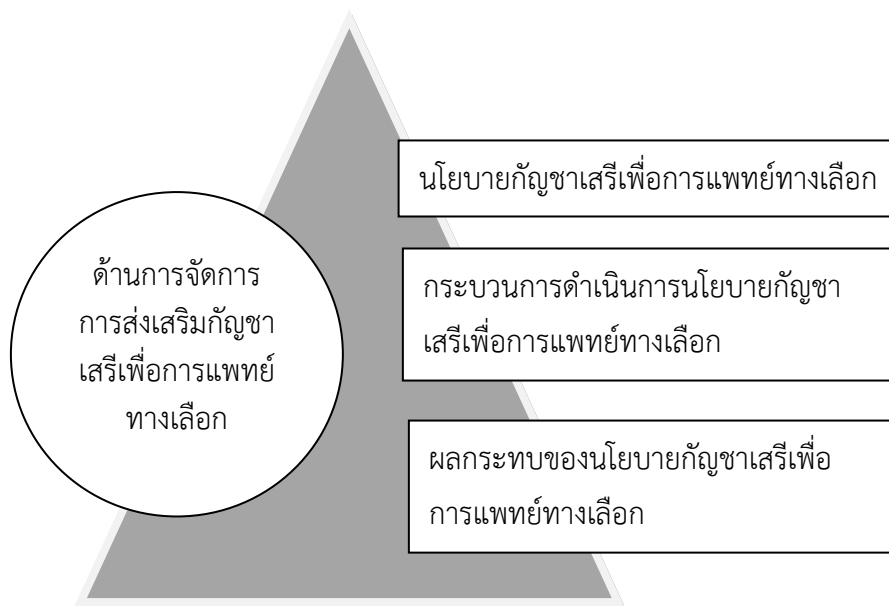 ด้านการจัดการ
การส่งเสริมกัญชา
เสรีเพื่อการแพทย์
ทางเลือก
นโยบายกัญชาเสรีเพื่อการแพทย์ทางเลือก
กระบวนการดำเนินการนโยบายกัญชา
เสรีเพื่อการแพทย์ทางเลือก
ผลกระทบของนโยบายกัญชาเสรีเพื่อ
การแพทย์ทางเลือก